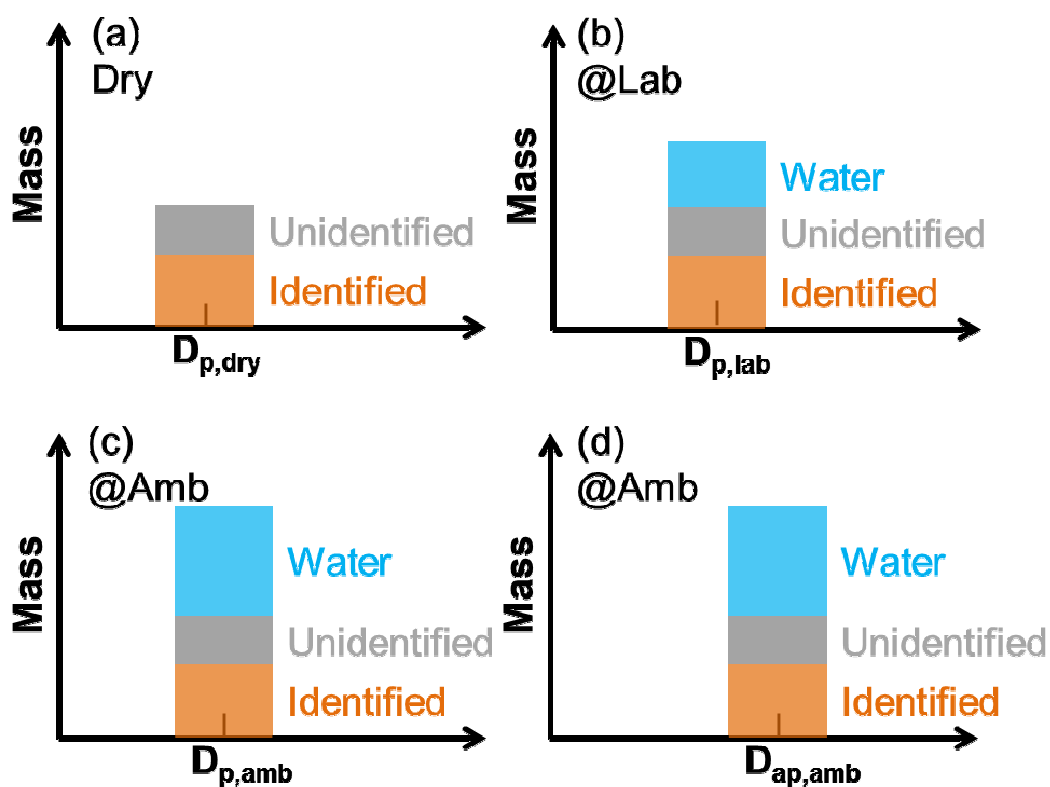 (a)
Dry
Mass
Unidentified
Identified
Dp,dry
(b)
@Lab
Mass
Water
Unidentified
Identified
Dp,lab
(c)
@Amb
Mass
Water
Unidentified
Identified
Dp,amb
(d)
@Amb
Mass
Water
Unidentified
Identified
Dap,amb